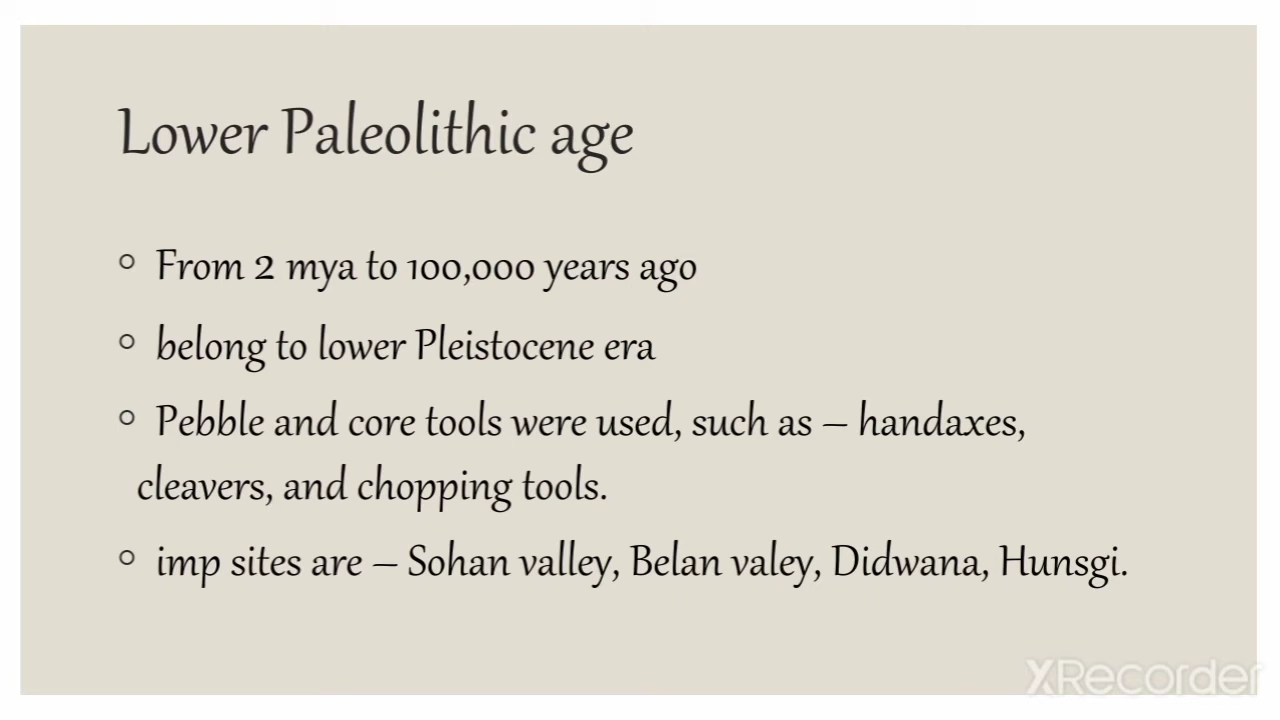 Lower Paleolithic age
◦ From 2 mya to 100,000 years ago
◦ belong to lower Pleistocene era
◦ Pebble and core tools were used, such as – handaxes,
cleavers, and chopping tools.
◦ imp sites are – Sohan valley, Belan valey, Didwana, Hunsgi.
XRecorder